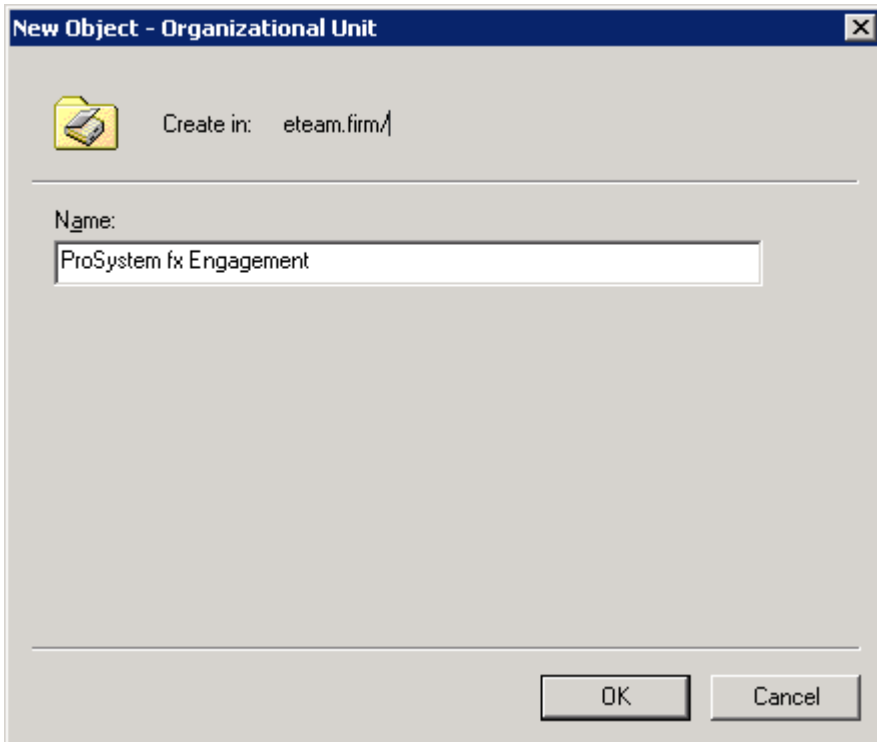 New Object - Organizational Unit
Create in: eteam.firm/
Name:
ProSystem fx Engagement
OK Cancel